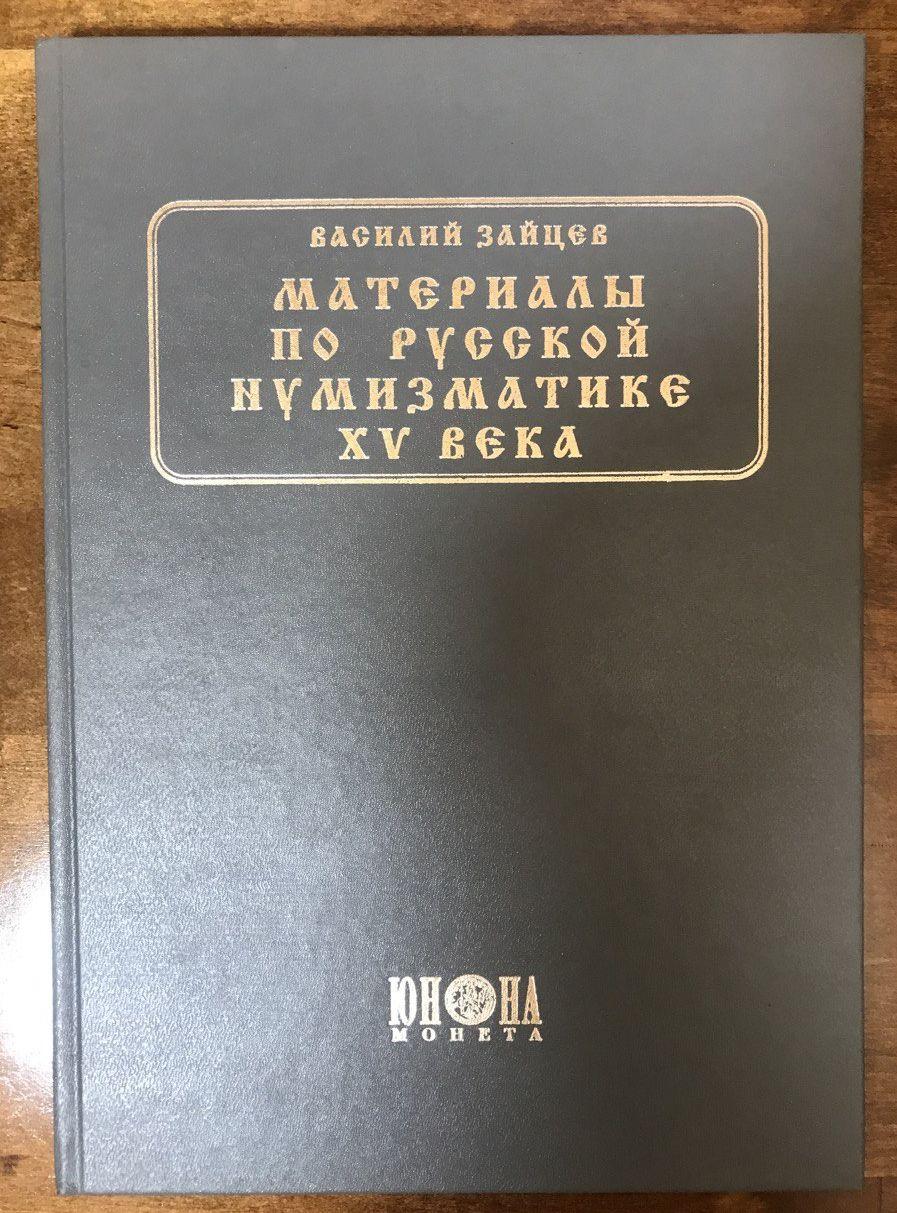 ВАСИЛИЙ ЗАЙЦЕВ
МАТЕРИАЛЫ
ПО РУССКОЙ
НУМИЗМАТИКЕ
XV ВЕКА
ЮНОНА
МОНЕТА